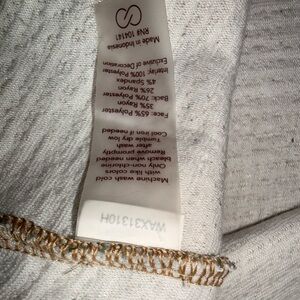 Made in Indonesia
RN# 104141
Exclusive of Decoration
Interlay: 100% Polyester
4% Spandex
26% Rayon
Back: 70% Polyester
35% Rayon
Face: 65% Polyester
Cool iron if needed
Tumble dry low
after wash
Remove promptly
bleach when needed
Only non-chlorine
with like colors
Machine wash cold
WAX31310H